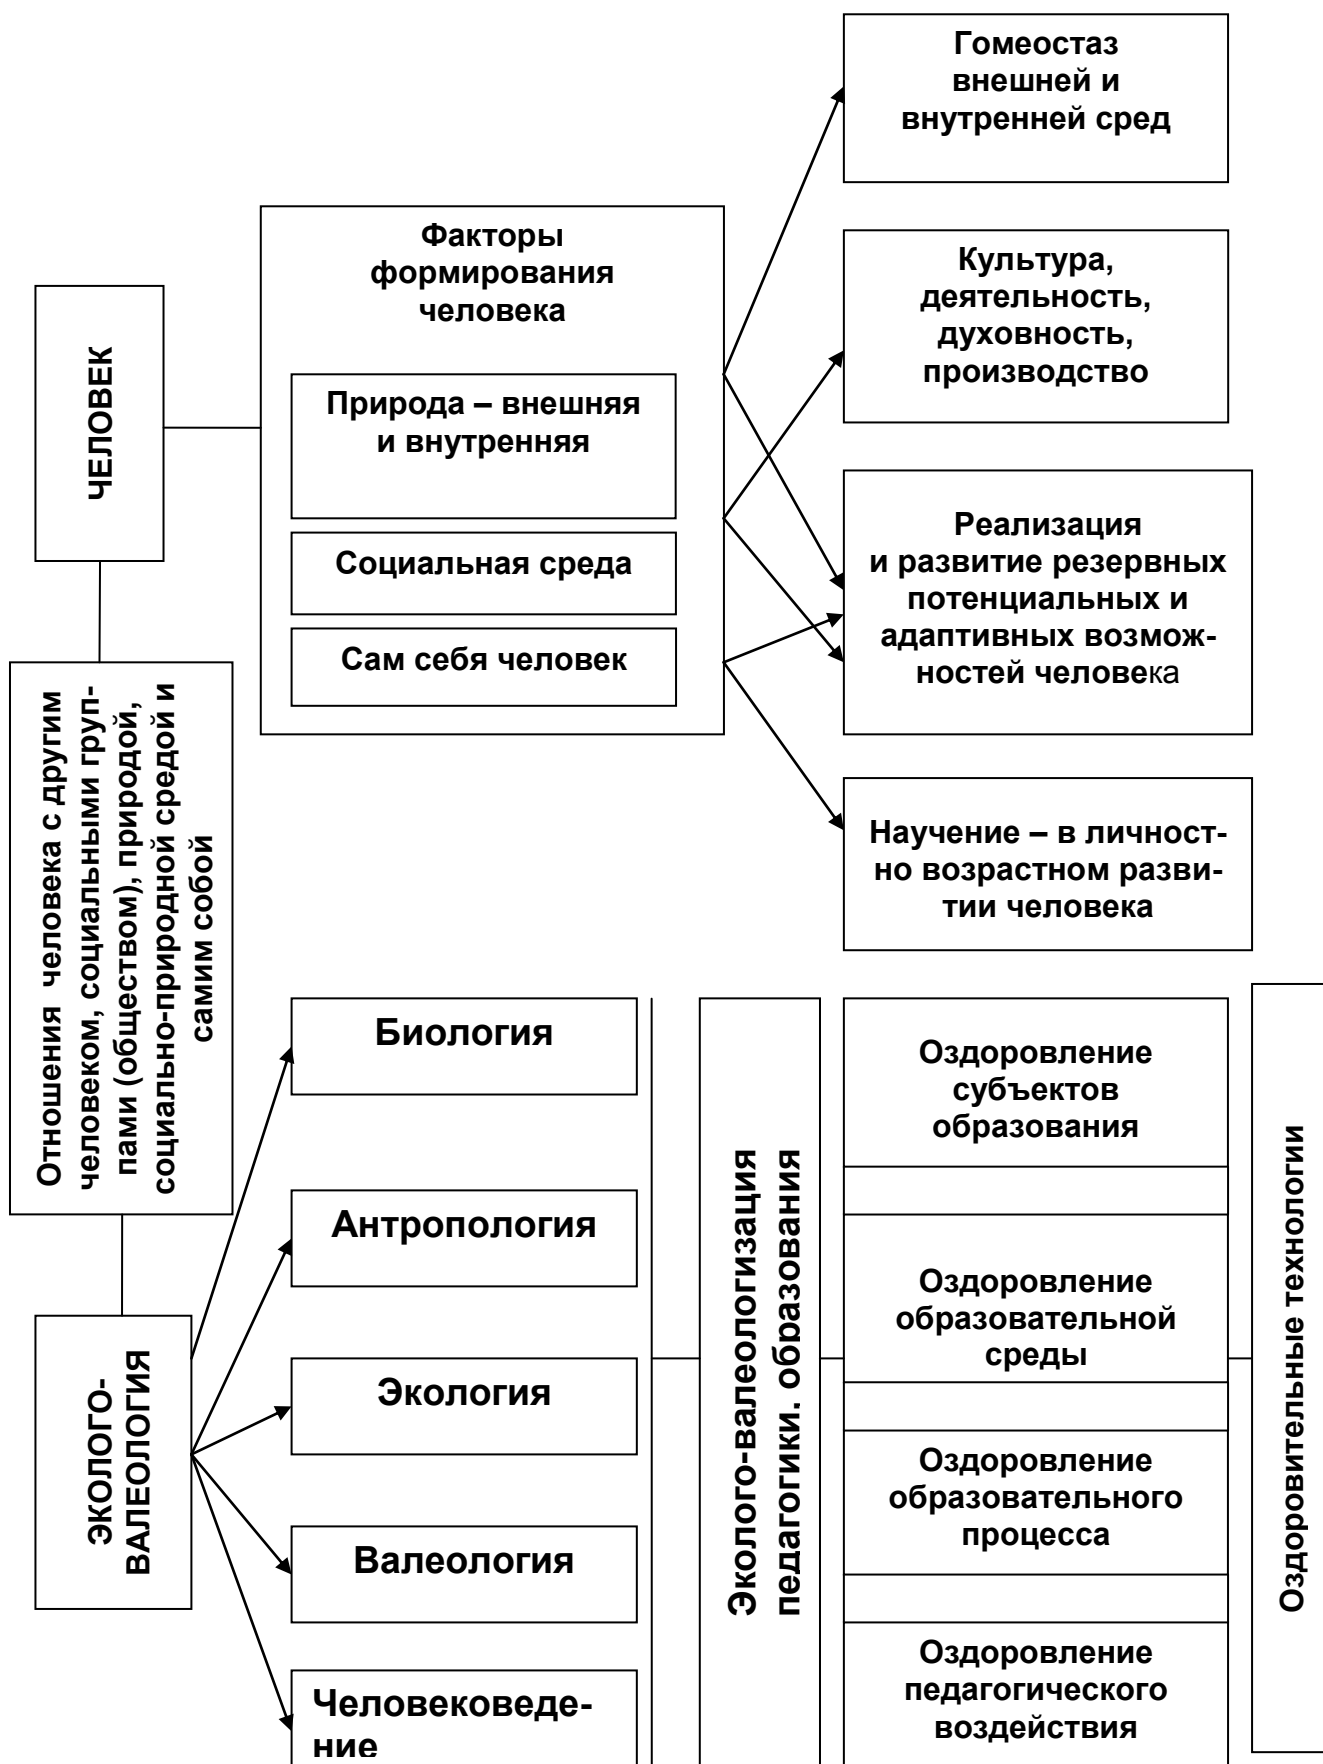 Гомеостаз
внешней и
внутренней сред
Факторы
формирования
человека
Культура,
деятельность,
духовность,
производство
ЧЕЛОВЕК
Природа – внешняя
и внутренняя
Социальная среда
Сам себя человек
Реализация
и развитие резервных
потенциальных и
адаптивных возмож-
ностей человека
Научение – в личност-
но возрастном разви-
тии человека
Отношения человека с другим
человеком, социальными груп-
пами (обществом), природой,
социально-природной средой и
самим собой
ЭКОЛОГО-
ВАЛЕОЛОГИЯ
Биология
Антропология
Экология
Валеология
Человековеде-
ние
Эколого-валеологизация
педагогики. образования
Оздоровление
субъектов
образования
Оздоровление
образовательной
среды
Оздоровление
образовательного
процесса
Оздоровление
педагогического
воздействия
Оздоровительные технологии